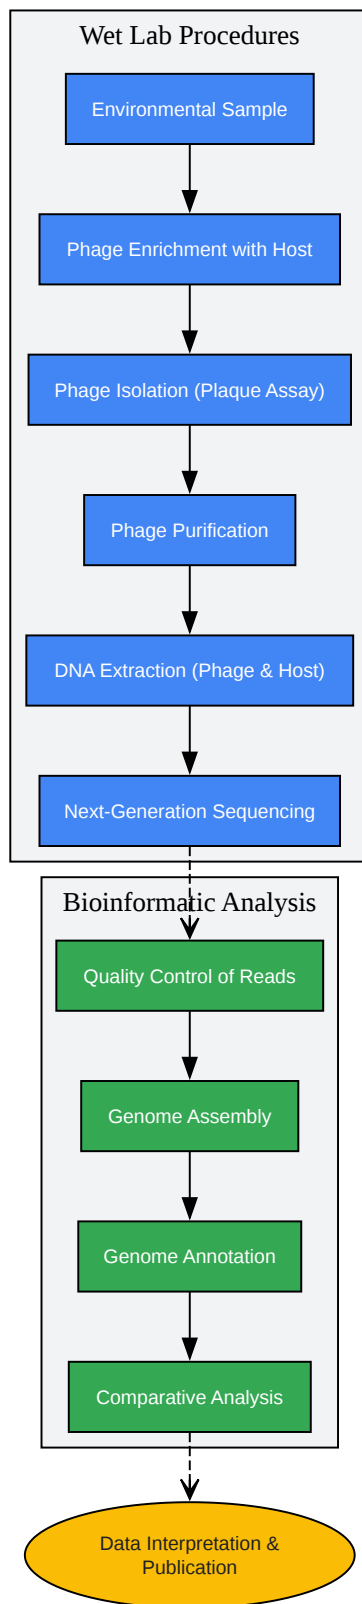 Wet Lab Procedures
Environmental Sample
Phage Enrichment with Host
Phage Isolation (Plaque Assay)
Phage Purification
DNA Extraction (Phage & Host)
Next-Generation Sequencing
Bioinformatic Analysis
Quality Control of Reads
Genome Assembly
Genome Annotation
Comparative Analysis
Data Interpretation &
Publication